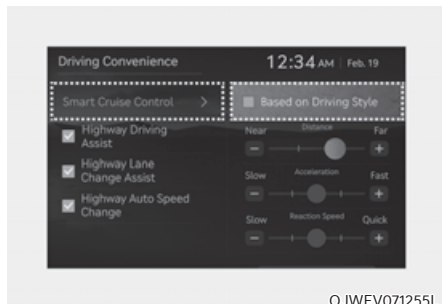 Driving Convenience
12:34 AM | Feb. 19
Smart Cruise Control >
Based on Driving Style
Highway Driving
Assist
Highway Lane
Change Assist
Highway Auto Speed
Change
Near Distance Far
− +
Slow Acceleration Fast
− +
Slow Reaction Speed Quick
− +
OJWEV071255L